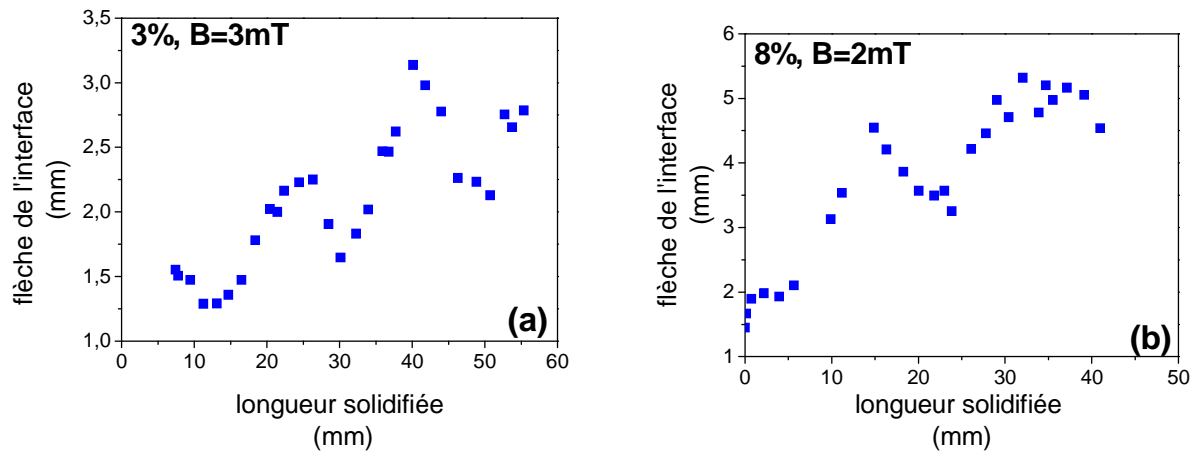 3,5
3,0
2,5
2,0
1,5
1,0
3%, B=3mT
flèche de l'interface
(mm)
(a)
0 10 20 30 40 50 60
longueur solidifiée
(mm)
6
5
4
3
2
1
8%, B=2mT
flèche de l'interface
(mm)
(b)
0 10 20 30 40 50
longueur solidifiée
(mm)